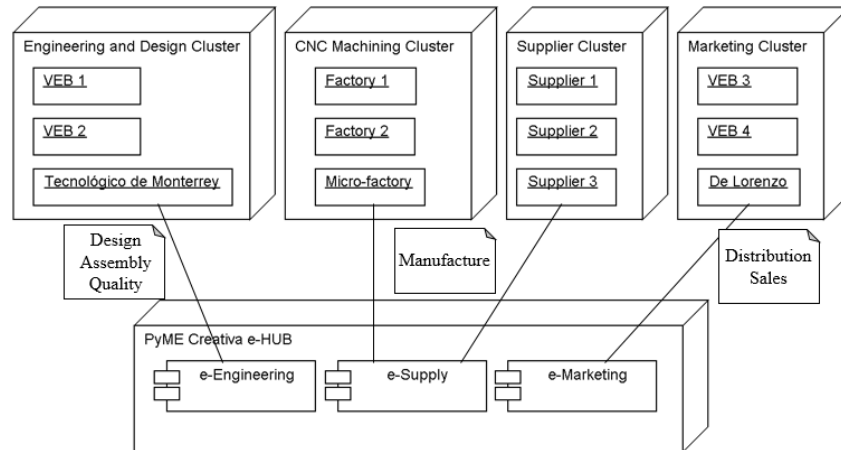 Engineering and Design Cluster
VEB 1
VEB 2
Tecnológico de Monterrey
CNC Machining Cluster
Factory 1
Factory 2
Micro-factory
Supplier Cluster
Supplier 1
Supplier 2
Supplier 3
Marketing Cluster
VEB 3
VEB 4
De Lorenzo
Design
Assembly
Quality
Manufacture
Distribution
Sales
PyME Creativa e-HUB
e-Engineering
e-Supply
e-Marketing